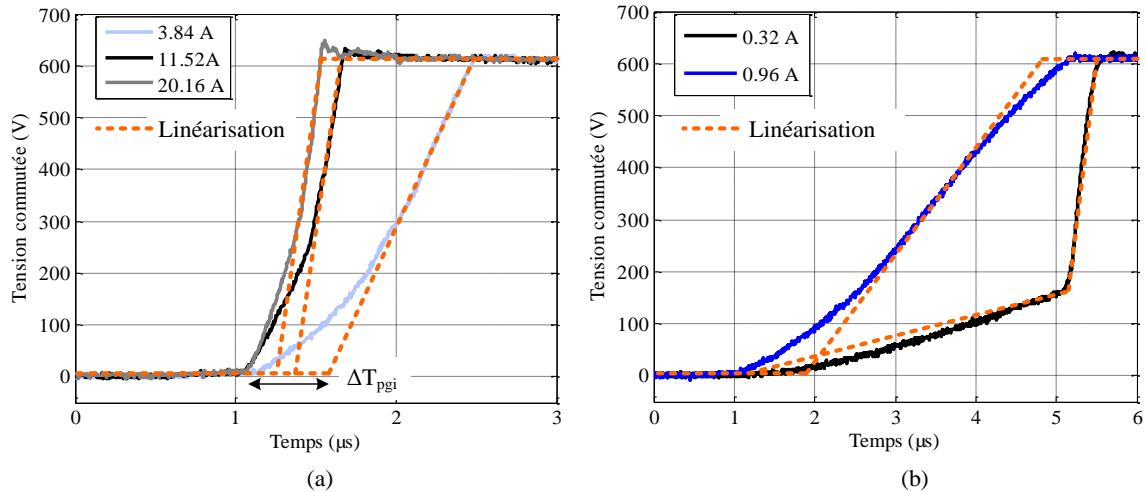 700
600
500
400
300
200
100
0
Tension commutée (V)
3.84 A
11.52A
20.16 A
Linéarisation
ΔTpgi
0
1
2
3
Temps (µs)
(a)
700
600
500
400
300
200
100
0
Tension commutée (V)
0.32 A
0.96 A
Linéarisation
0
1
2
3
4
5
6
Temps (µs)
(b)